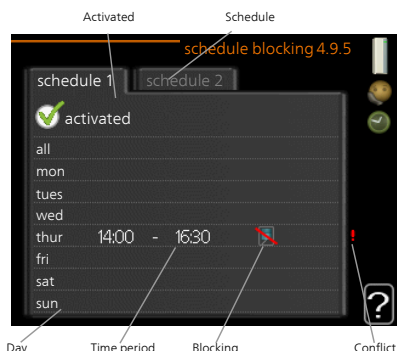 Activated Schedule
schedule blocking 4.9.5
schedule 1 schedule 2
activated
all
mon
tues
wed
thur 14:00 - 16:30 !
fri
sat
sun
?
Day Time period Blocking Conflict